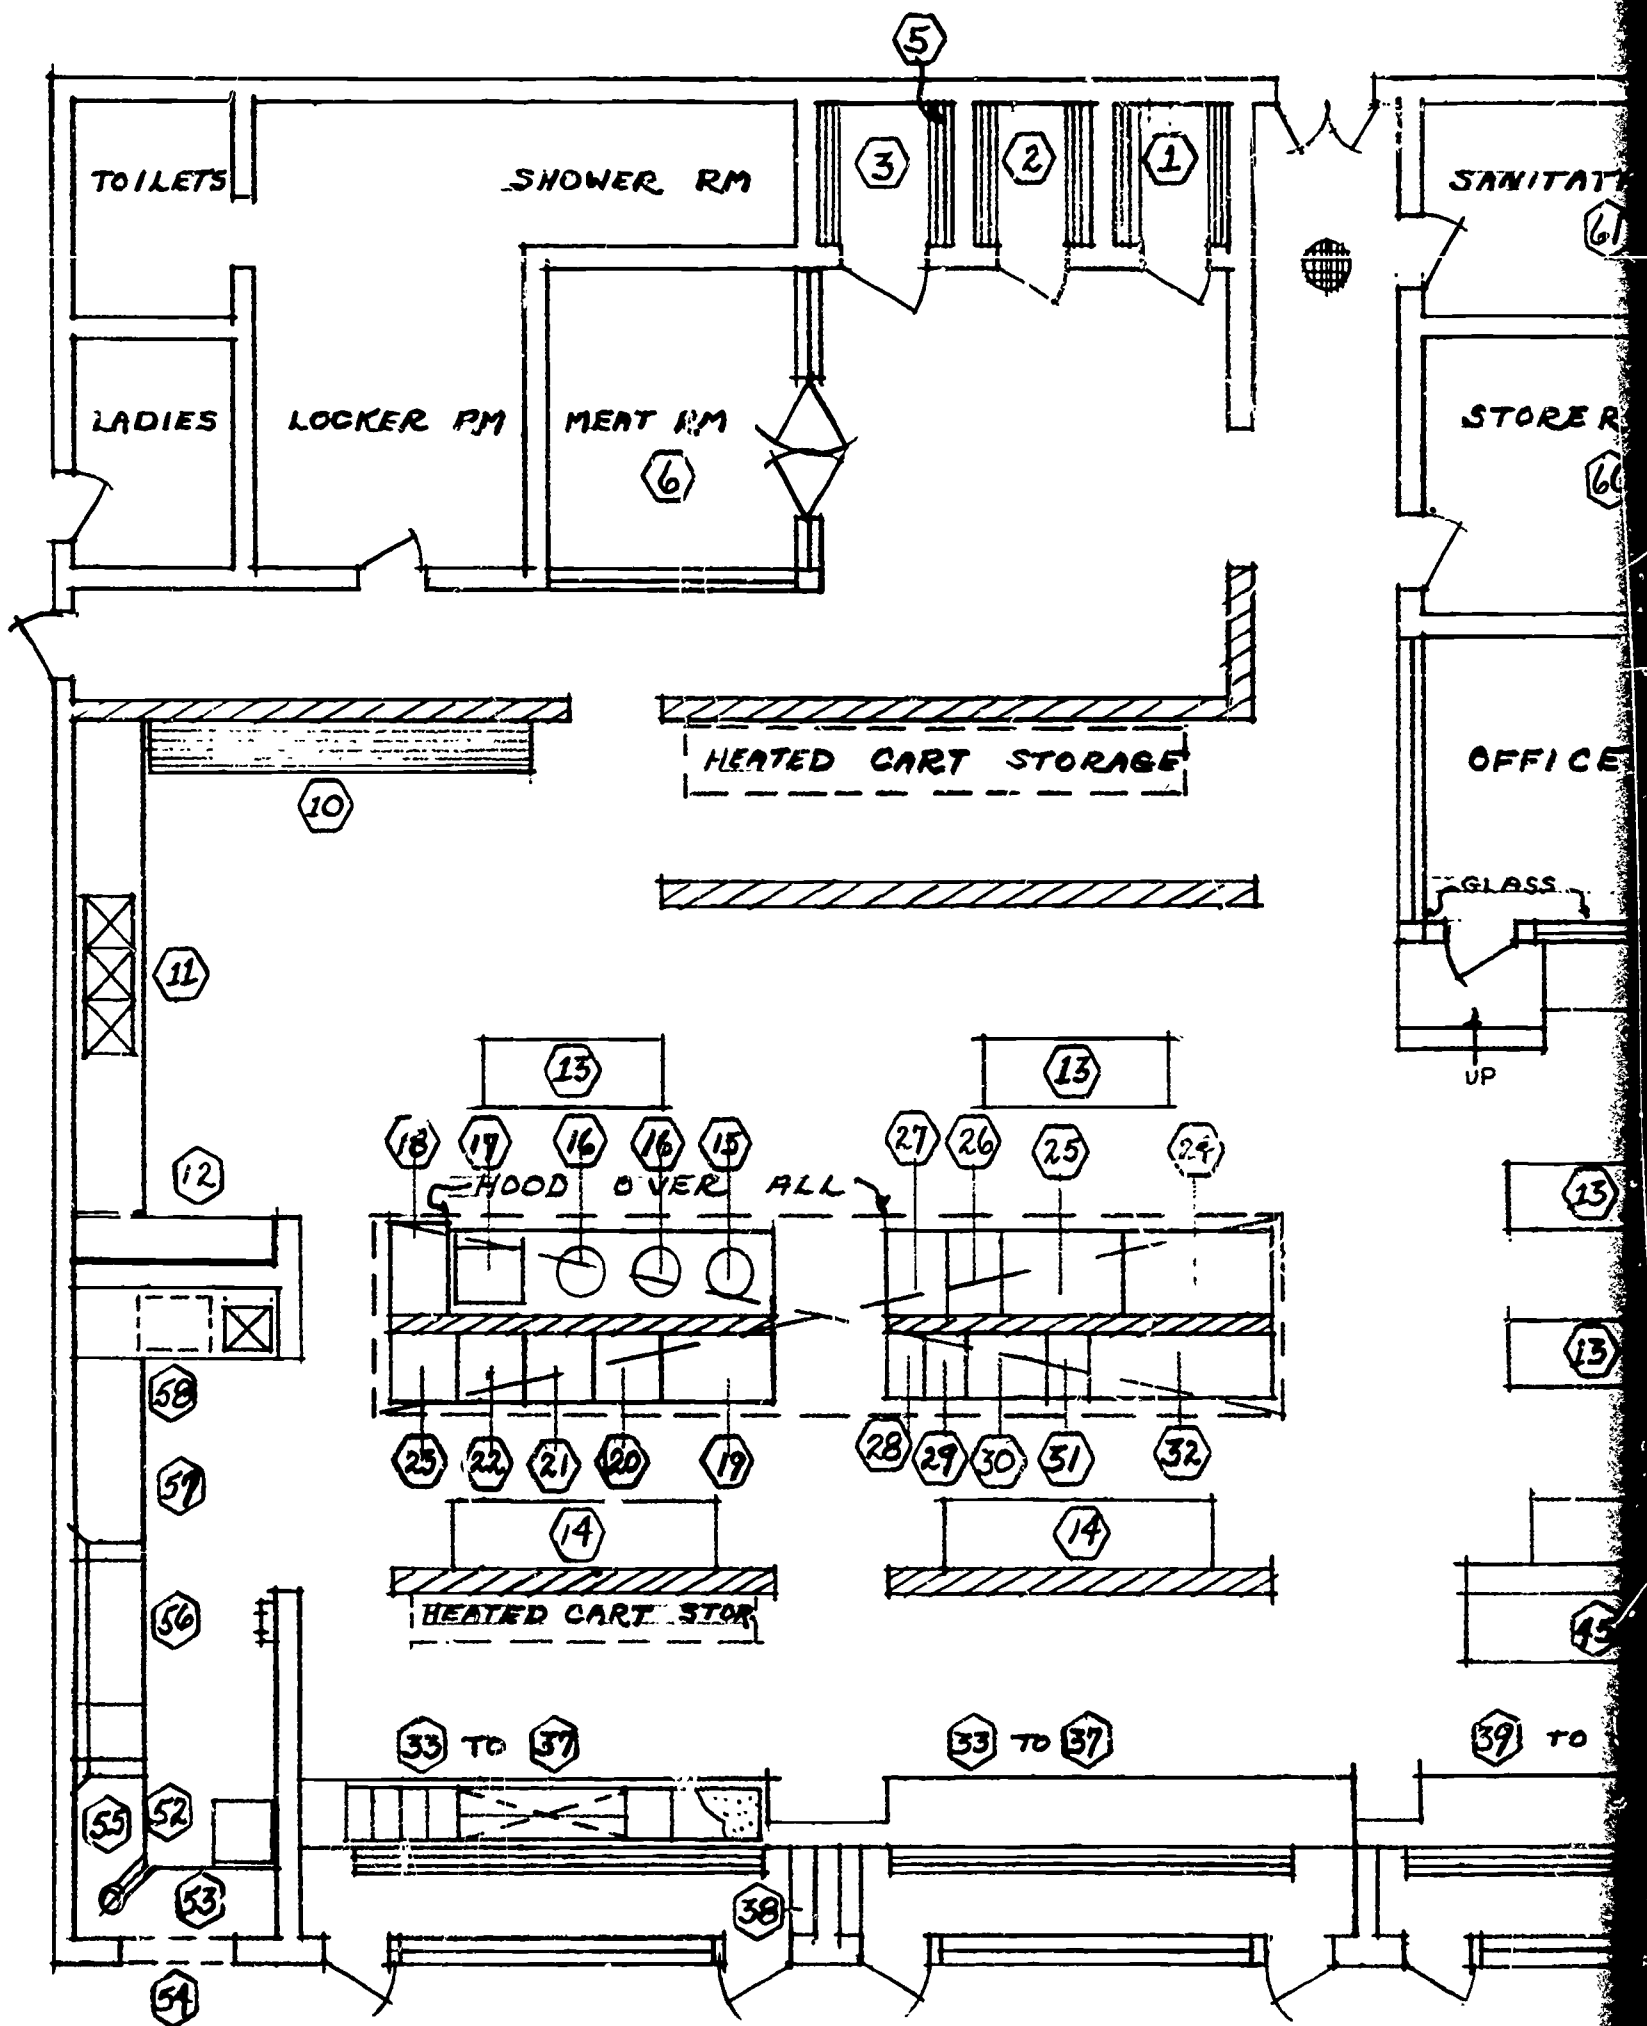 5
3 2 1
TOILETS SHOWER RM
61
LADIES LOCKER RM MEAT RM
6
HEATED CART STORAGE
OFFICE
10
GLASS
11
UP
13 13
18 17 16 16 15 27 26 25 24
12
HOOD OVER ALL
13
13
58
23 22 21 20 19 28 29 30 31 32
57
14 14
HEATED CART STOR
56
45
33 TO 37 33 TO 37 39 TO
55 52
53 38
54